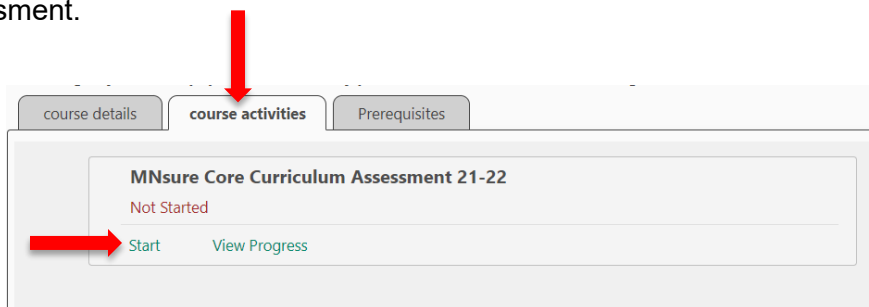 sment.
course details course activities Prerequisites
MNsure Core Curriculum Assessment 21-22
Not Started
Start View Progress